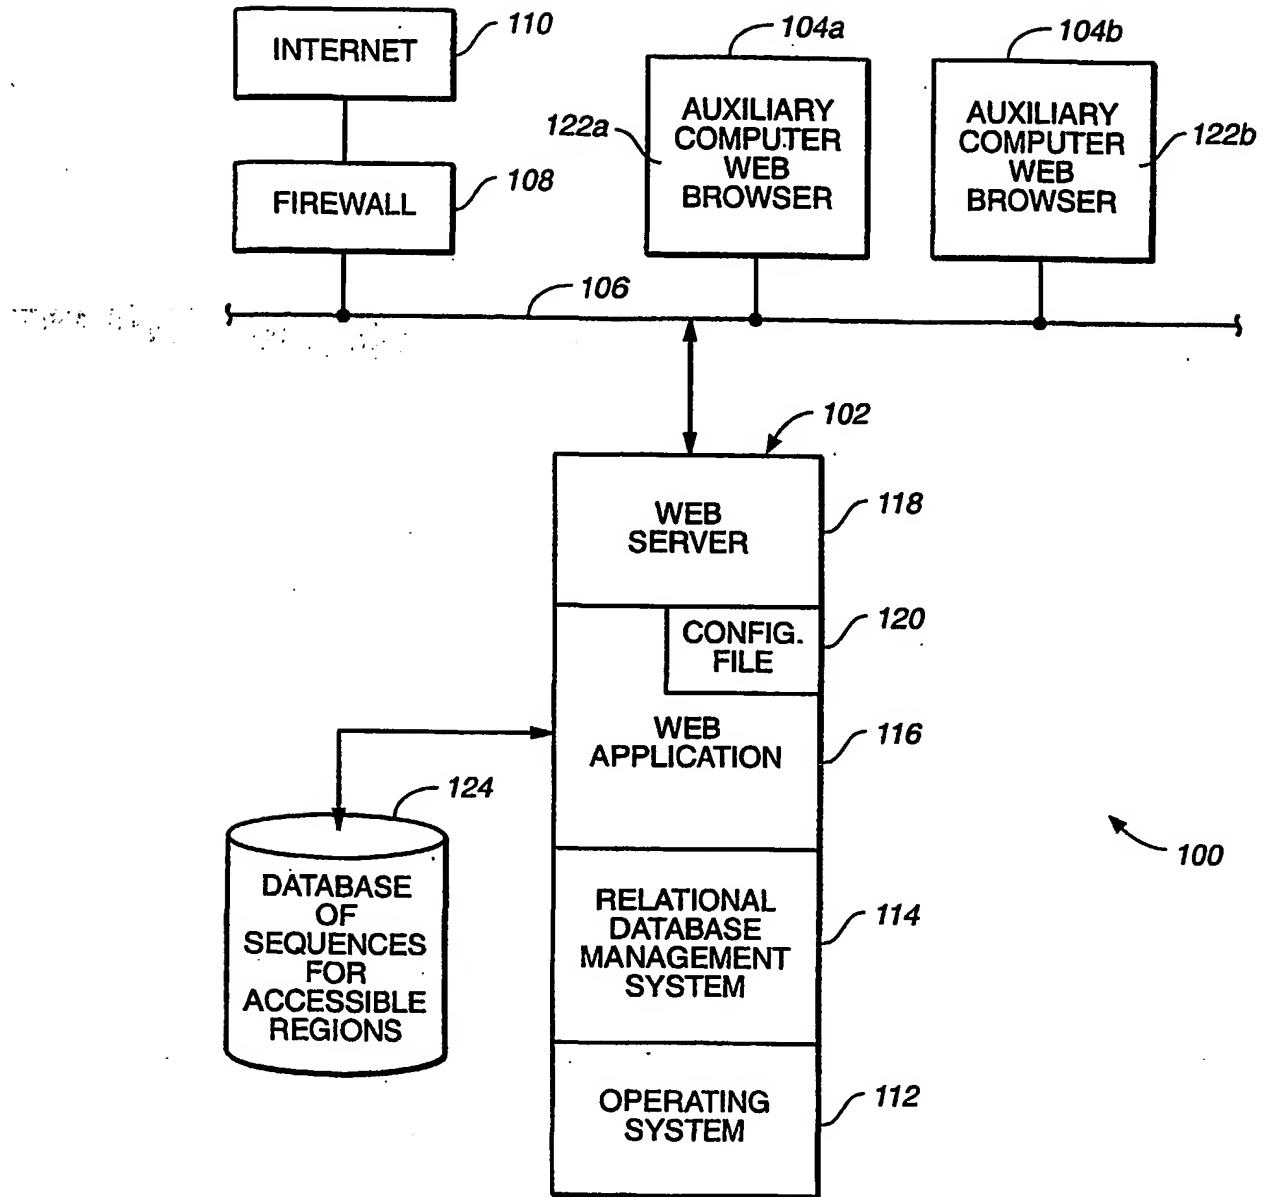 INTERNET
110
FIREWALL
108
104a
AUXILIARY
COMPUTER
WEB
BROWSER
122a
104b
AUXILIARY
COMPUTER
WEB
BROWSER
122b
106
102
WEB
SERVER
118
CONFIG.
FILE
120
WEB
APPLICATION
116
124
DATABASE
OF
SEQUENCES
FOR
ACCESSIBLE
REGIONS
RELATIONAL
DATABASE
MANAGEMENT
SYSTEM
114
100
OPERATING
SYSTEM
112